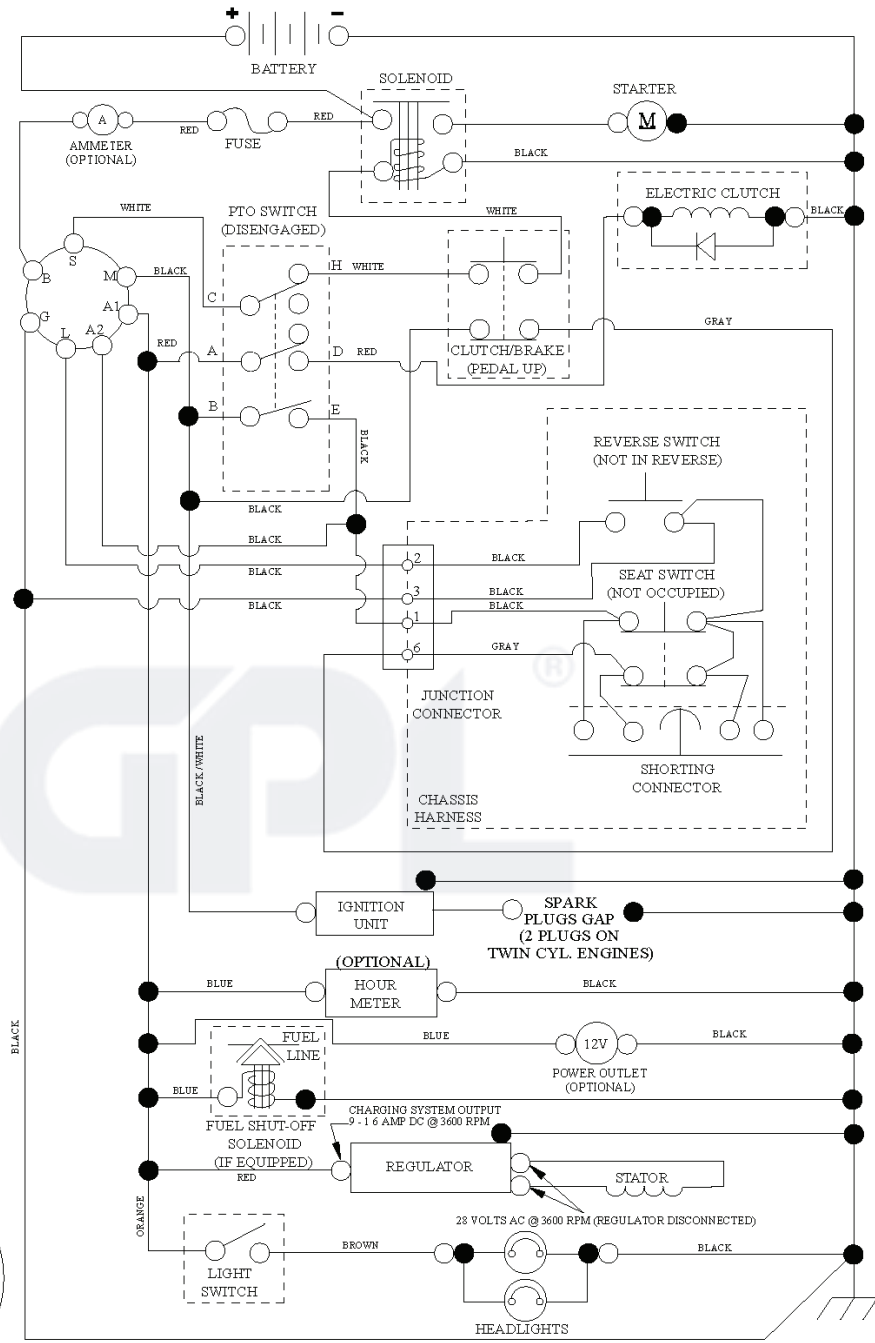 + -
BATTERY
SOLENOID
STARTER
M
A
RED
FUSE
RED
AMMETER
(OPTIONAL)
BLACK
ELECTRIC CLUTCH
BLACK
WHITE
PTO SWITCH
(DISENGAGED)
WHITE
S
B
M
BLACK
H
WHITE
C
G
A1
L
A2
RED
A
D
RED
CLUTCH/BRAKE
(PEDAL UP)
GRAY
B
E
BLACK
REVERSE SWITCH
(NOT IN REVERSE)
BLACK
BLACK
BLACK
2
BLACK
SEAT SWITCH
(NOT OCCUPIED)
BLACK
3
BLACK
BLACK
1
6
GRAY
®
GPL
JUNCTION
CONNECTOR
SHORTING
CONNECTOR
BLACK/WHITE
CHASSIS
HARNESS
IGNITION
UNIT
SPARK
PLUGS GAP
(2 PLUGS ON
TWIN CYL. ENGINES)
(OPTIONAL)
BLUE
HOUR
METER
BLACK
BLACK
FUEL
LINE
BLUE
12V
BLACK
POWER OUTLET
(OPTIONAL)
BLUE
FUEL SHUT-OFF
SOLENOID
(IF EQUIPPED)
CHARGING SYSTEM OUTPUT
9 - 1 6 AMP DC @ 3600 RPM
RED
REGULATOR
STATOR
28 VOLTS AC @ 3600 RPM (REGULATOR DISCONNECTED)
ORANGE
BROWN
BLACK
LIGHT
SWITCH
HEADLIGHTS